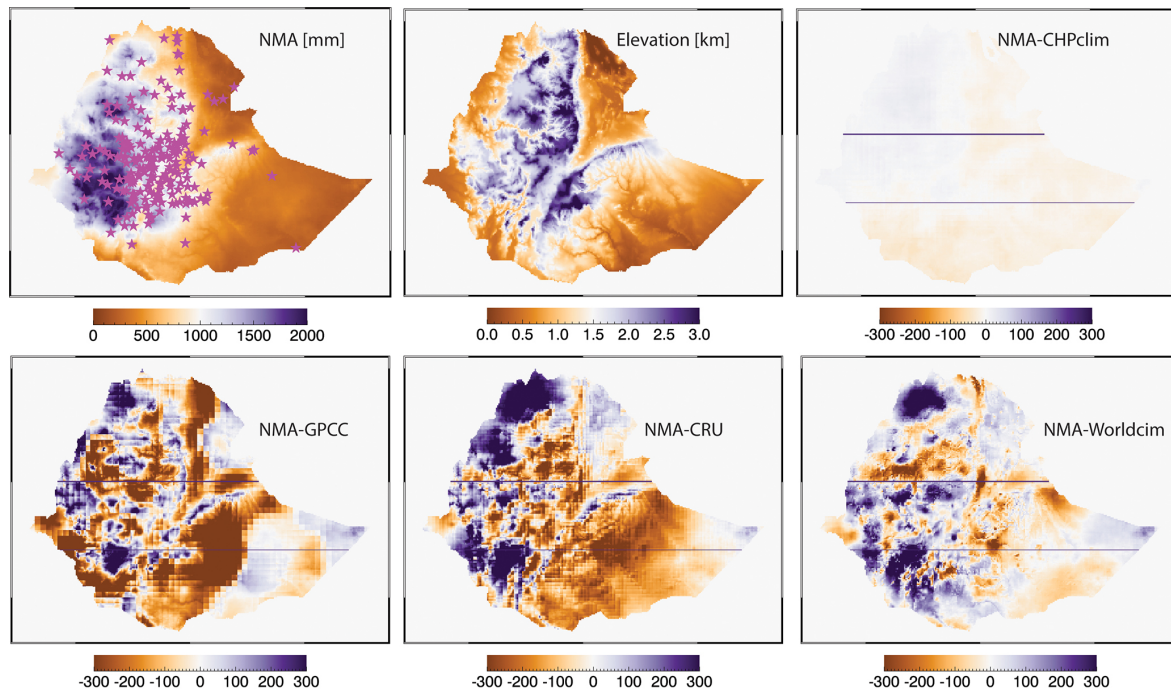 NMA [mm]
Elevation [km]
NMA-CHPclim
0 500 1000 1500 2000
0.0 0.5 1.0 1.5 2.0 2.5 3.0
-300 -200 -100 0 100 200 300
NMA-GPCC
NMA-CRU
NMA-Worldcim
-300 -200 -100 0 100 200 300
-300 -200 -100 0 100 200 300
-300 -200 -100 0 100 200 300